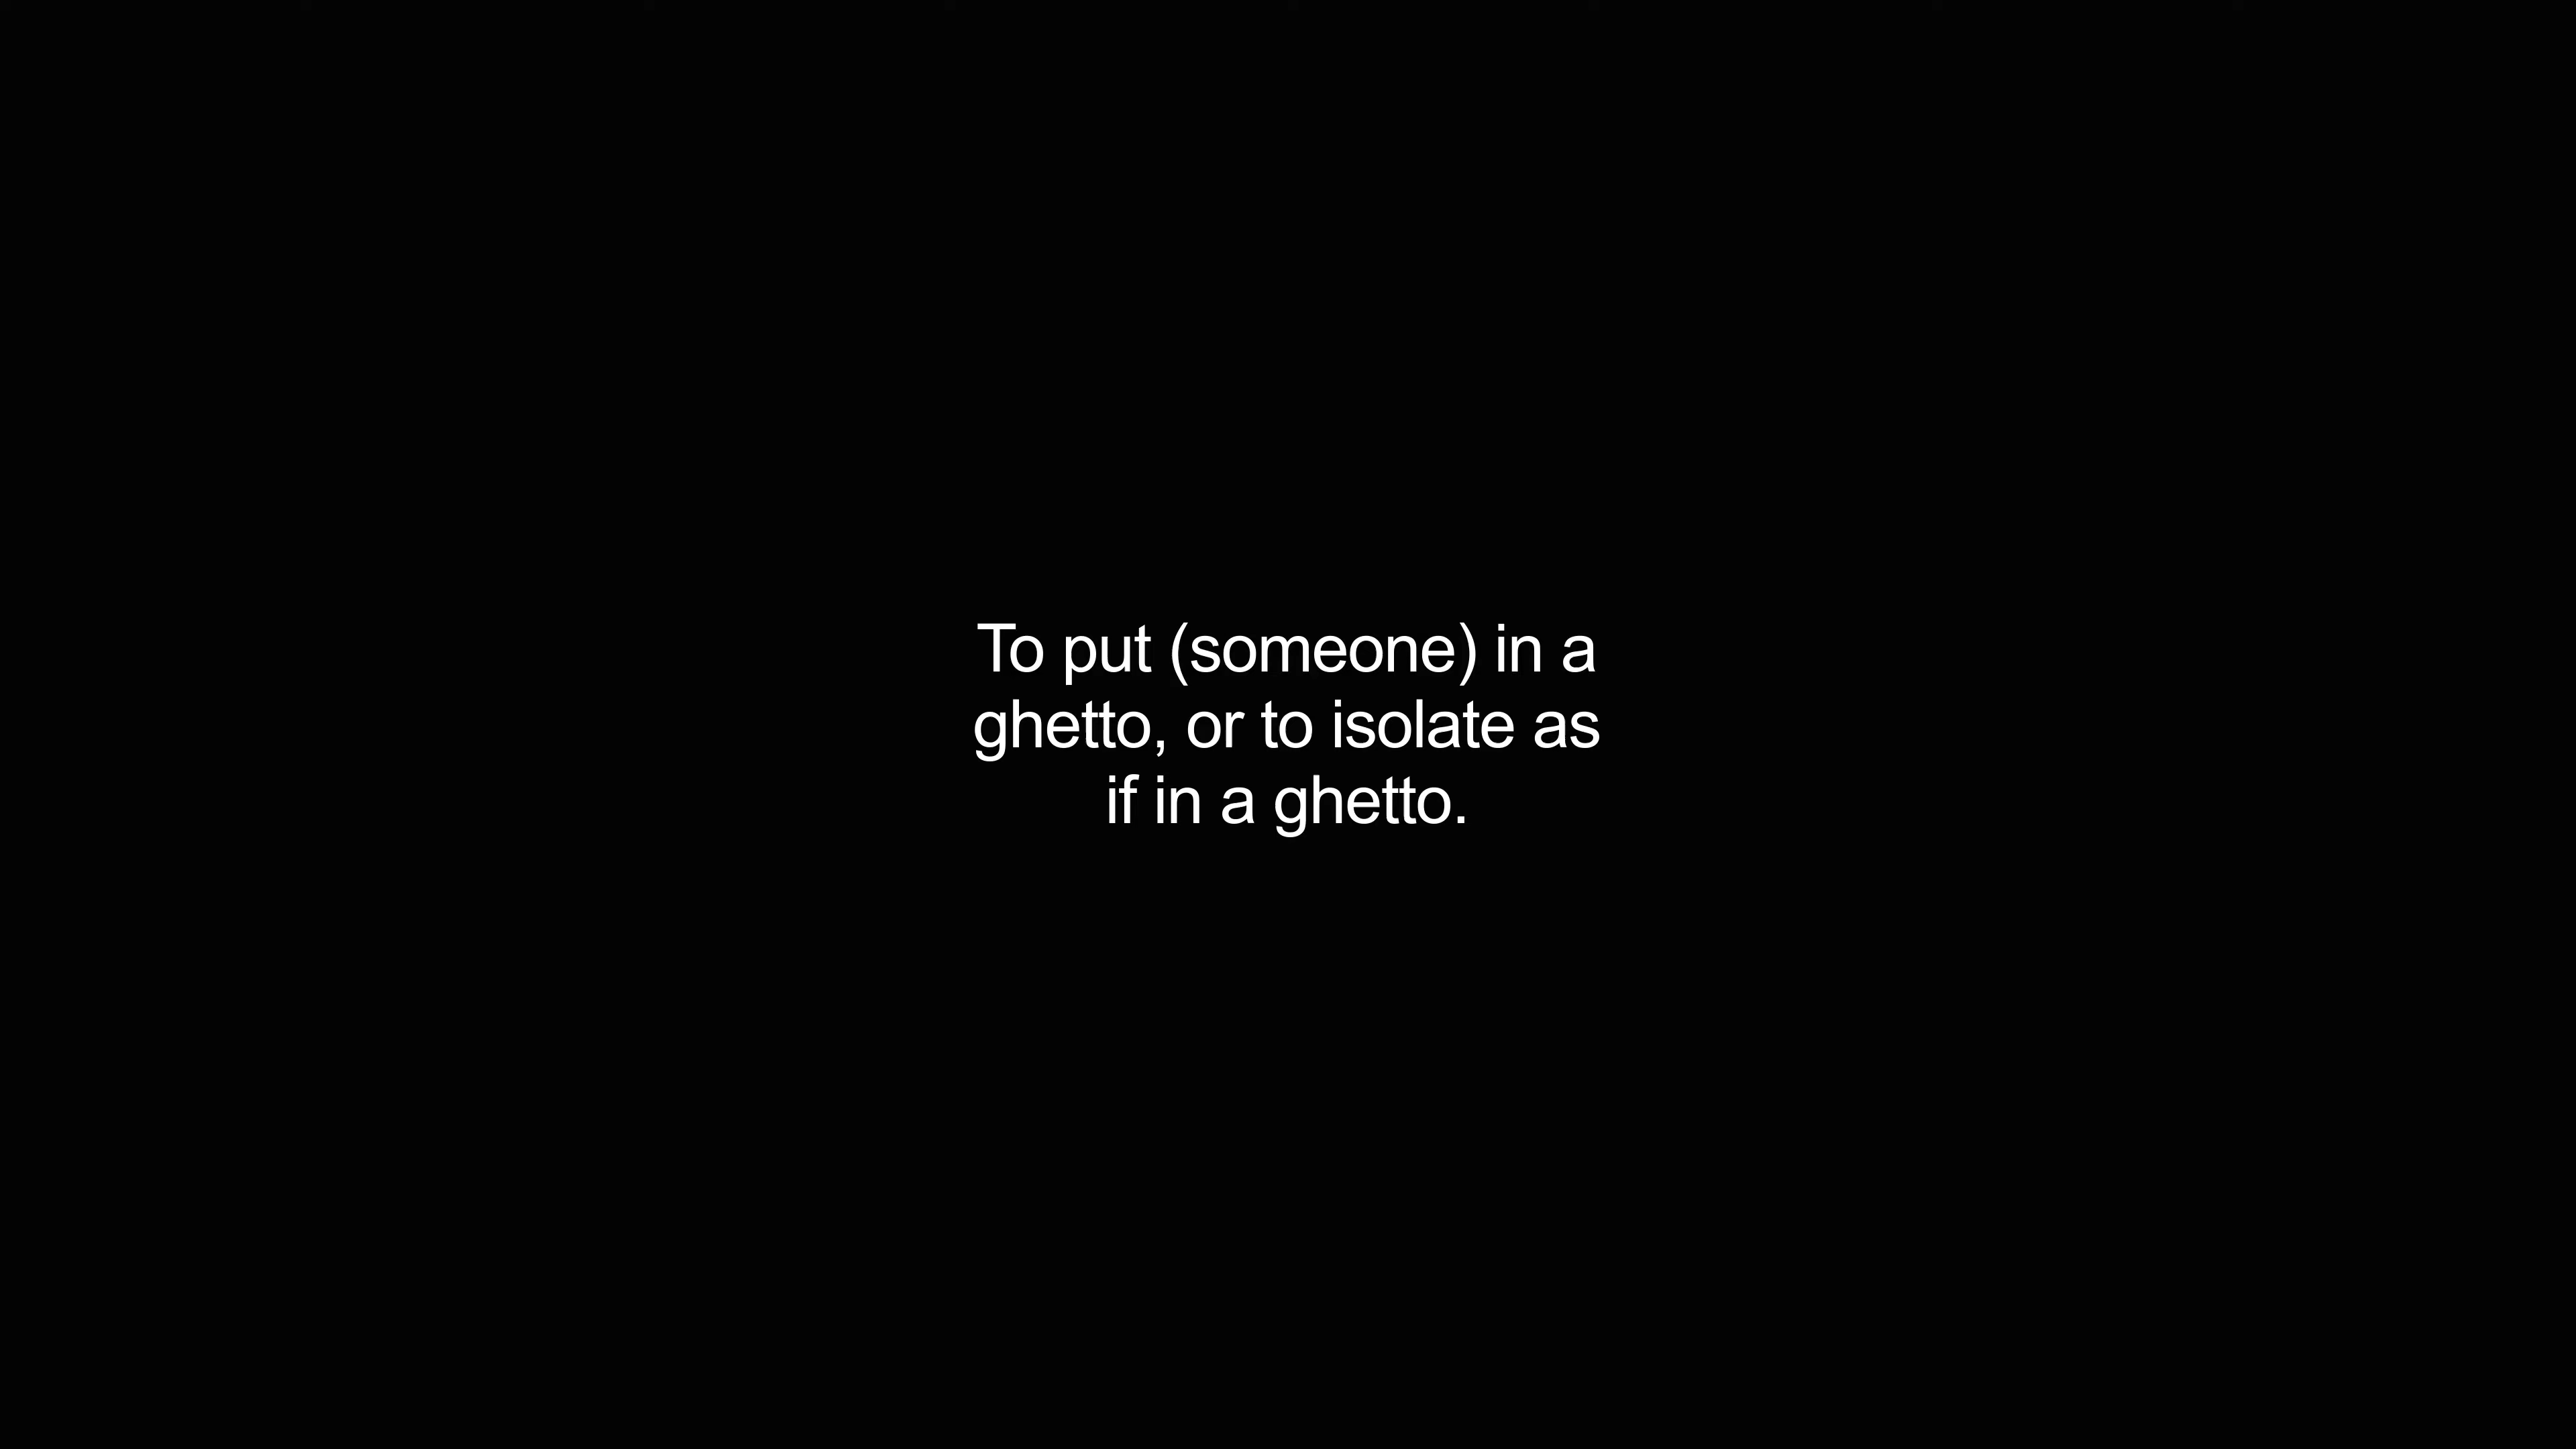 To put (someone) in a
ghetto, or to isolate as
if in a ghetto.